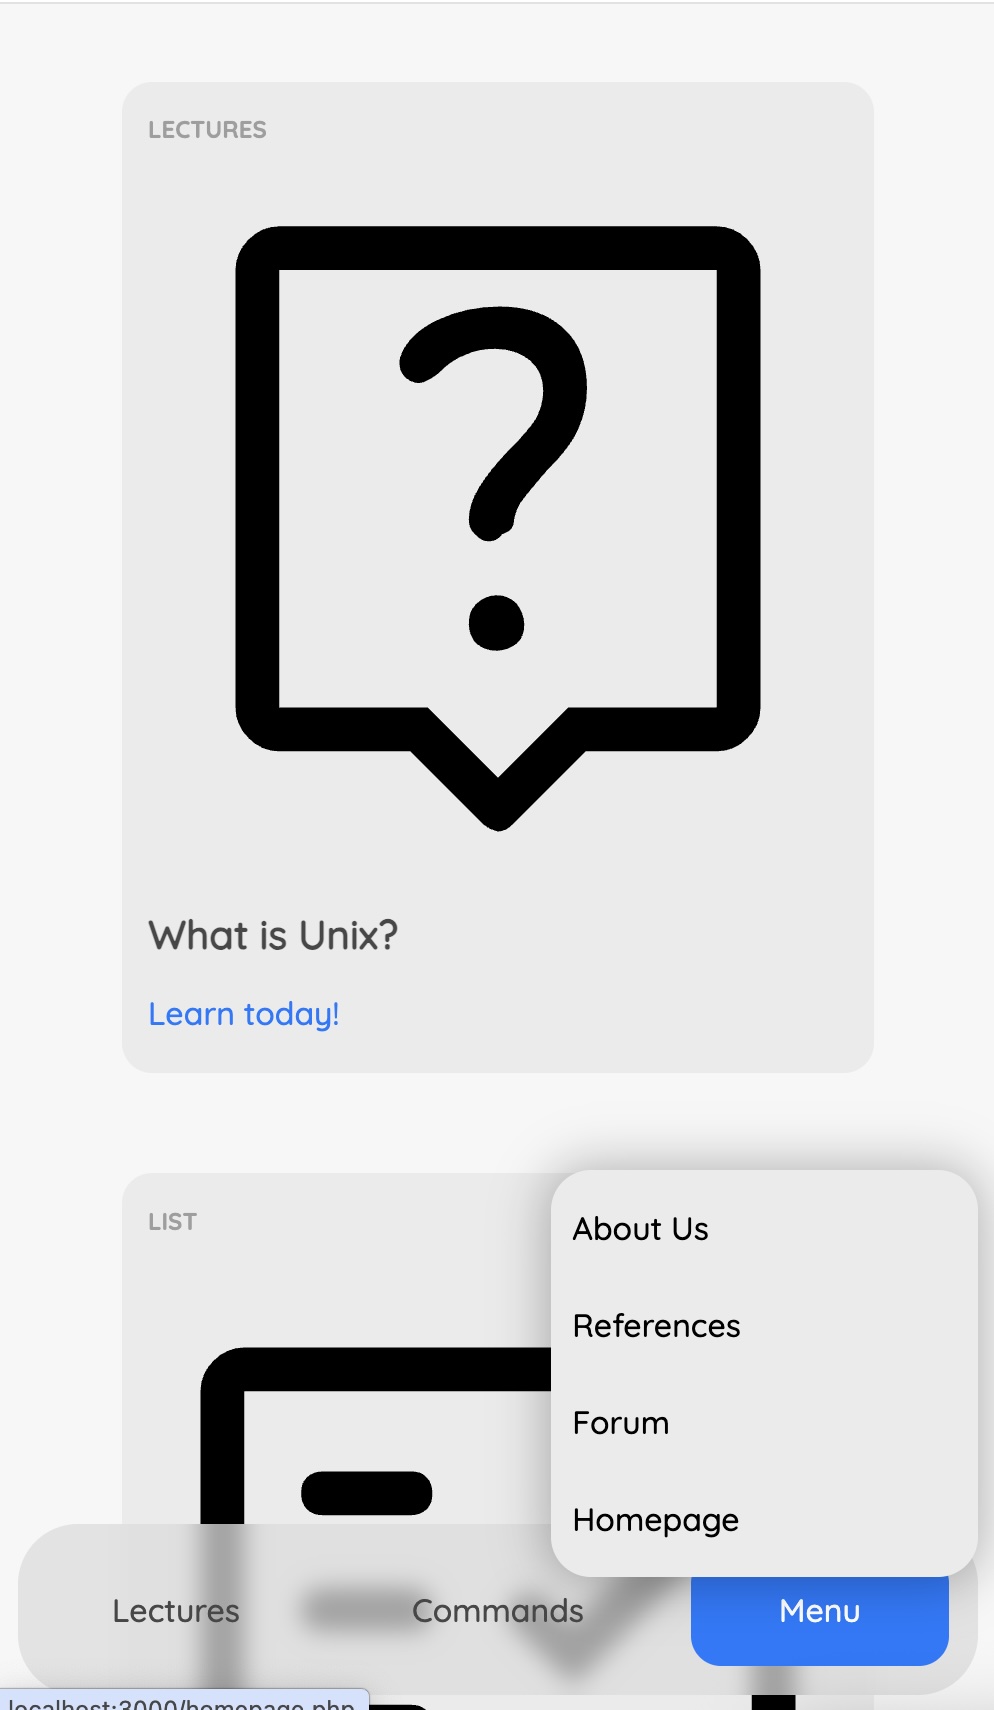 LECTURES
?
What is Unix?
Learn today!
LIST
About Us
References
Forum
Homepage
Lectures
Commands
Menu
localhost:3000/homepage.php